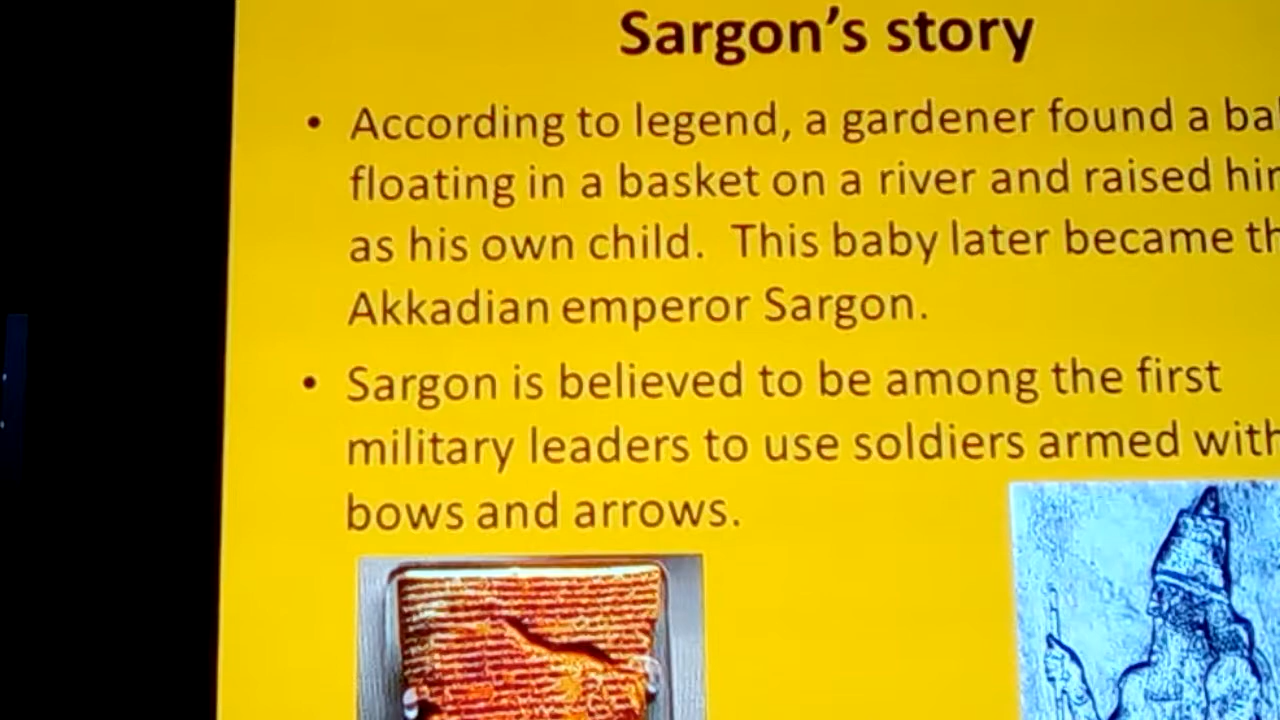 Sargon's story
• According to legend, a gardener found a ba
floating in a basket on a river and raised
as his own child. This baby later became
Akkadian emperor Sargon.
• Sargon is believed to be among the first
military leaders to use soldiers armed with
bows and arrows.